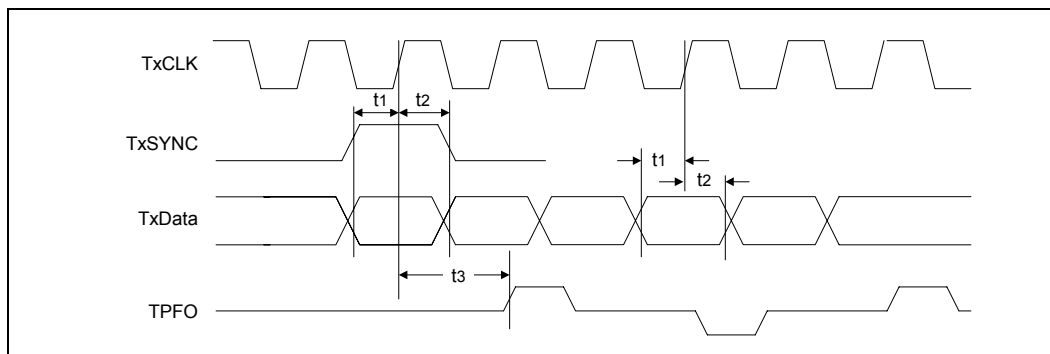 TxCLK
t1 t2
TxSYNC
t1
t2
TxData
t3
TPFO